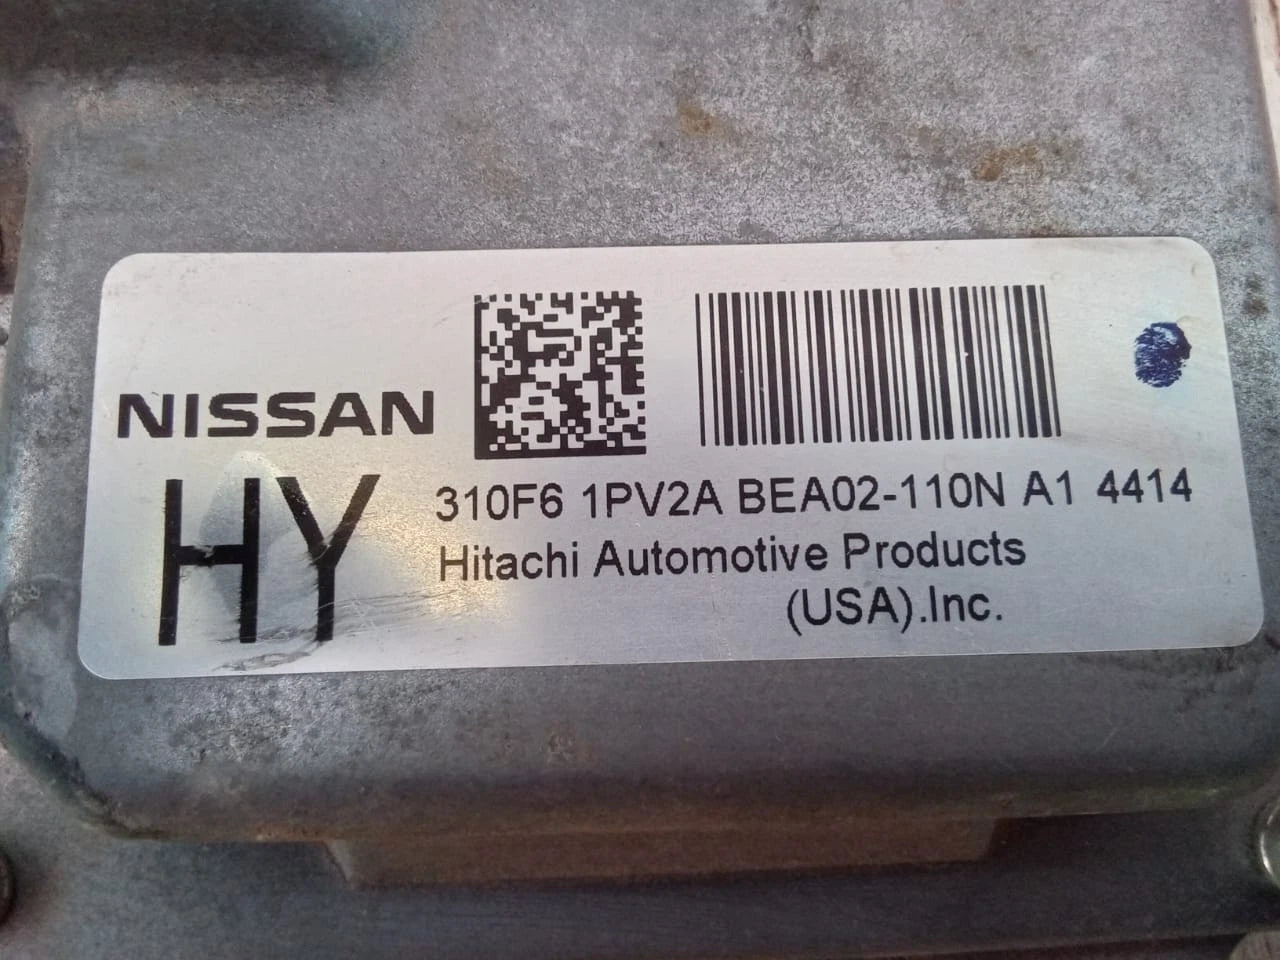 NISSAN
HY
310F6 1PV2A BEA02-110N A1 4414
Hitachi Automotive Products
(USA).Inc.